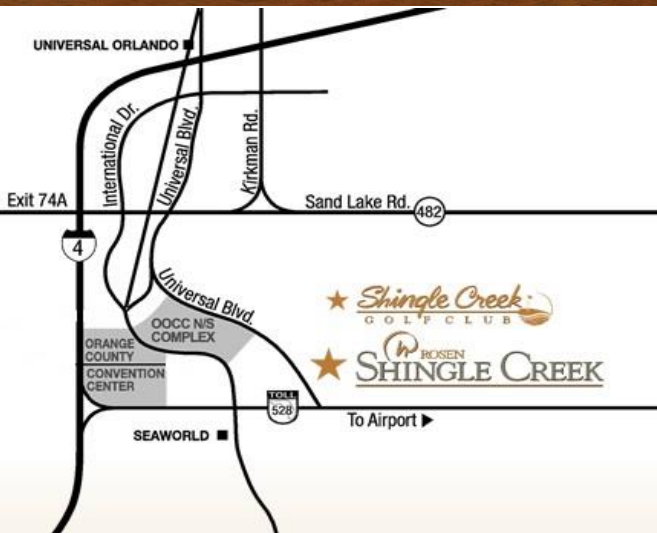 UNIVERSAL ORLANDO
International Dr.
Universal Blvd.
Kirkman Rd.
Exit 74A
Sand Lake Rd.
482
4
Universal Blvd.
Shingle Creek
GOLF CLUB
OOCC N/S
COMPLEX
ORANGE
COUNTY
CONVENTION
CENTER
ROSEN
SHINGLE CREEK
TOLL
528
To Airport
SEAWORLD